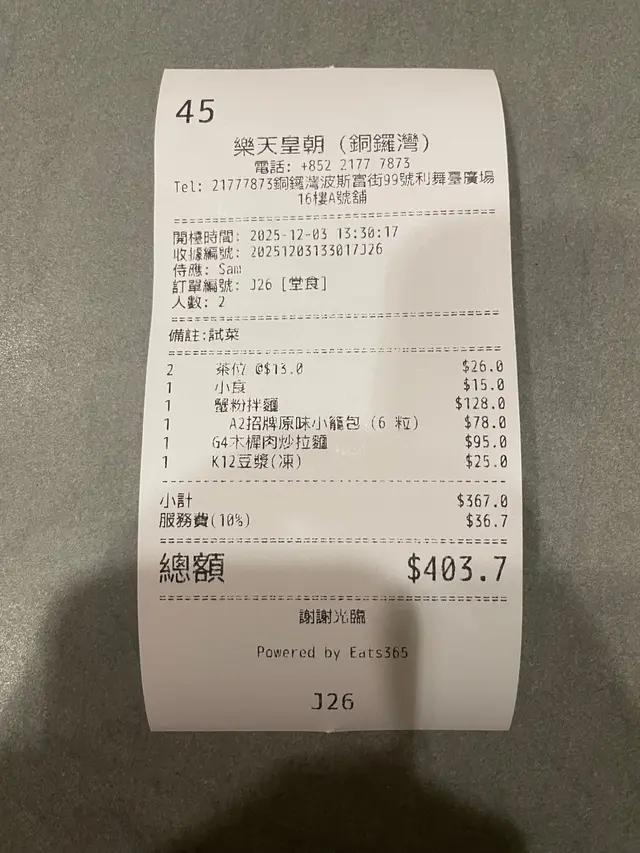 45
樂天皇朝 (銅鑼灣)
電話: +852 2177 7873
Tel: 21777873銅鑼灣波斯富街99號利舞臺廣場
16樓A號舖
開檯時間: 2025-12-03 13:30:17
收據編號: 20251203133017J26
侍應: Sam
訂單編號: J26 [堂食]
人數: 2
備註:試菜
2 茶位 @$13.0 $26.0
1 小食 $15.0
1 蟹粉拌麵 $128.0
1 A2招牌原味小籠包 (6 粒) $78.0
1 G4木樨肉炒拉麵 $95.0
1 K12豆漿(凍) $25.0
小計 $367.0
服務費(10%) $36.7
總額 $403.7
謝謝光臨
Powered by Eats365
J26